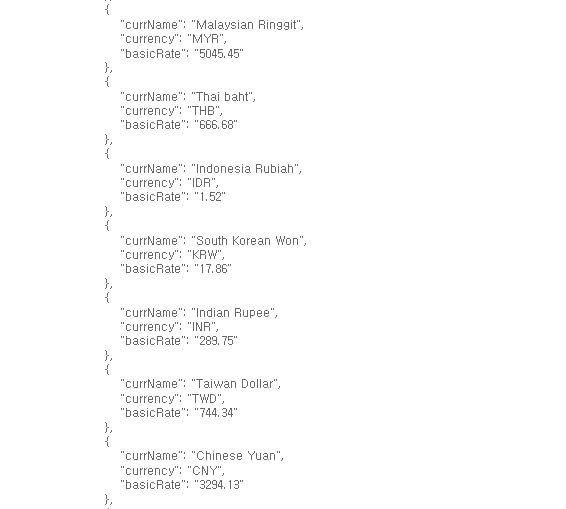 {
"currName": "Malaysian Ringgit",
"currency": "MYR",
"basicRate": "5045.45"
},
{
"currName": "Thai baht",
"currency": "THB",
"basicRate": "666.68"
},
{
"currName": "Indonesia Rubiah",
"currency": "IDR",
"basicRate": "1.52"
},
{
"currName": "South Korean Won",
"currency": "KRW",
"basicRate": "17.86"
},
{
"currName": "Indian Rupee",
"currency": "INR",
"basicRate": "289.75"
},
{
"currName": "Taiwan Dollar",
"currency": "TWD",
"basicRate": "744.34"
},
{
"currName": "Chinese Yuan",
"currency": "CNY",
"basicRate": "3294.13"
},